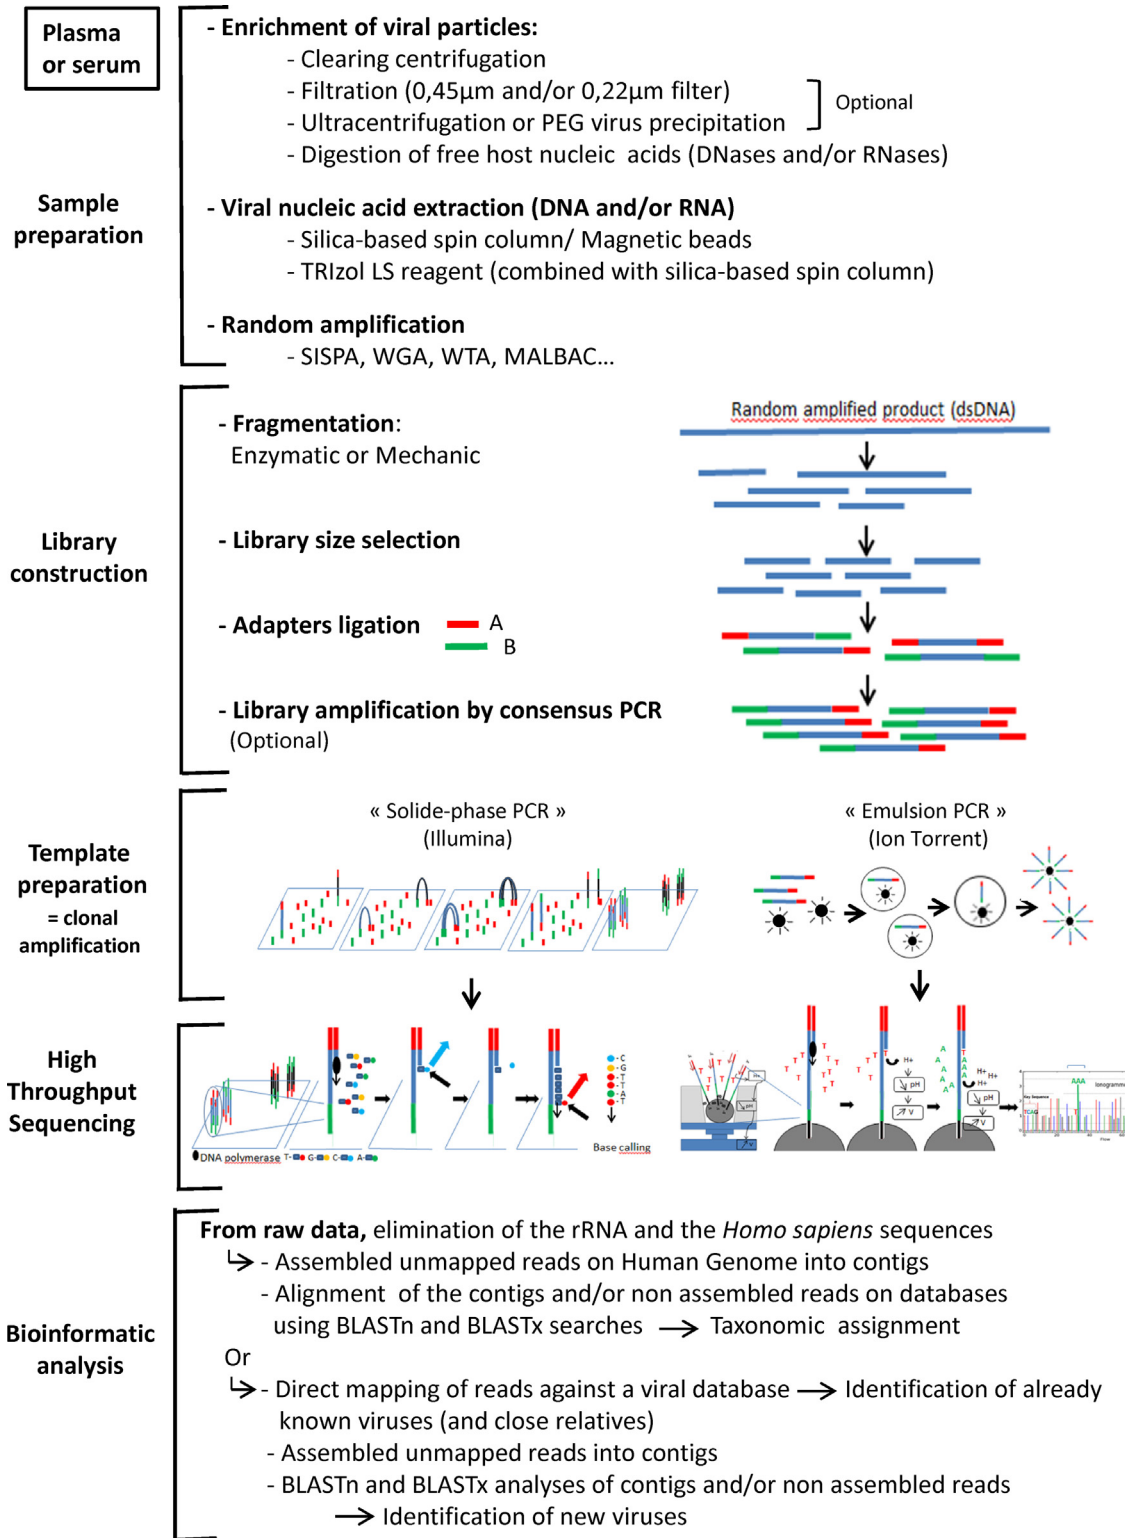 Plasma
or serum
- Enrichment of viral particles:
- Clearing centrifugation
- Filtration (0,45µm and/or 0,22µm filter)
- Ultracentrifugation or PEG virus precipitation
Optional
- Digestion of free host nucleic acids (DNases and/or RNases)
Sample
preparation
- Viral nucleic acid extraction (DNA and/or RNA)
- Silica-based spin column/ Magnetic beads
- TRIzol LS reagent (combined with silica-based spin column)
- Random amplification
- SISPA, WGA, WTA, MALBAC...
Library
construction
- Fragmentation:
Enzymatic or Mechanic
Random amplified product (dsDNA)
- Library size selection
- Adapters ligation
A
B
- Library amplification by consensus PCR
(Optional)
Template
preparation
= clonal
amplification
« Solide-phase PCR »
(Illumina)
« Emulsion PCR »
(Ion Torrent)
High
Throughput
Sequencing
DNA polymerase T- G- C- A-
- C
- G
- T
- T
- A
- T
Base calling
T T T T T T
H+
pH
V
T T T T T T
T
H+
pH
V
A A A A A A
T
A
A
A
H+
H+
H+
H+
pH
V
AAA
Ionogramme
Key Sequence
TCAG
T
Flow
Bioinformatic
analysis
From raw data, elimination of the rRNA and the Homo sapiens sequences
- Assembled unmapped reads on Human Genome into contigs
- Alignment of the contigs and/or non assembled reads on databases
using BLASTn and BLASTx searches → Taxonomic assignment
Or
- Direct mapping of reads against a viral database → Identification of already
known viruses (and close relatives)
- Assembled unmapped reads into contigs
- BLASTn and BLASTx analyses of contigs and/or non assembled reads
→ Identification of new viruses